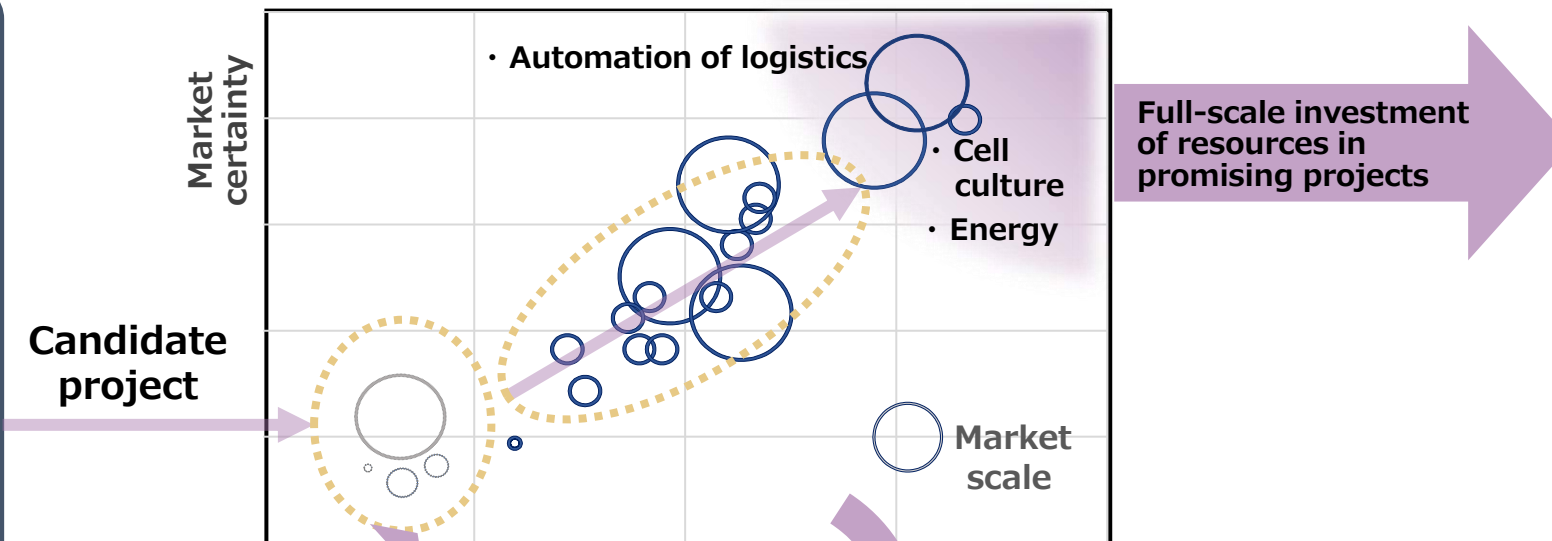 Market
certainty
・ Automation of logistics
・ Cell
culture
・ Energy
Full-scale investment
of resources in
promising projects
Candidate
project
Market
scale